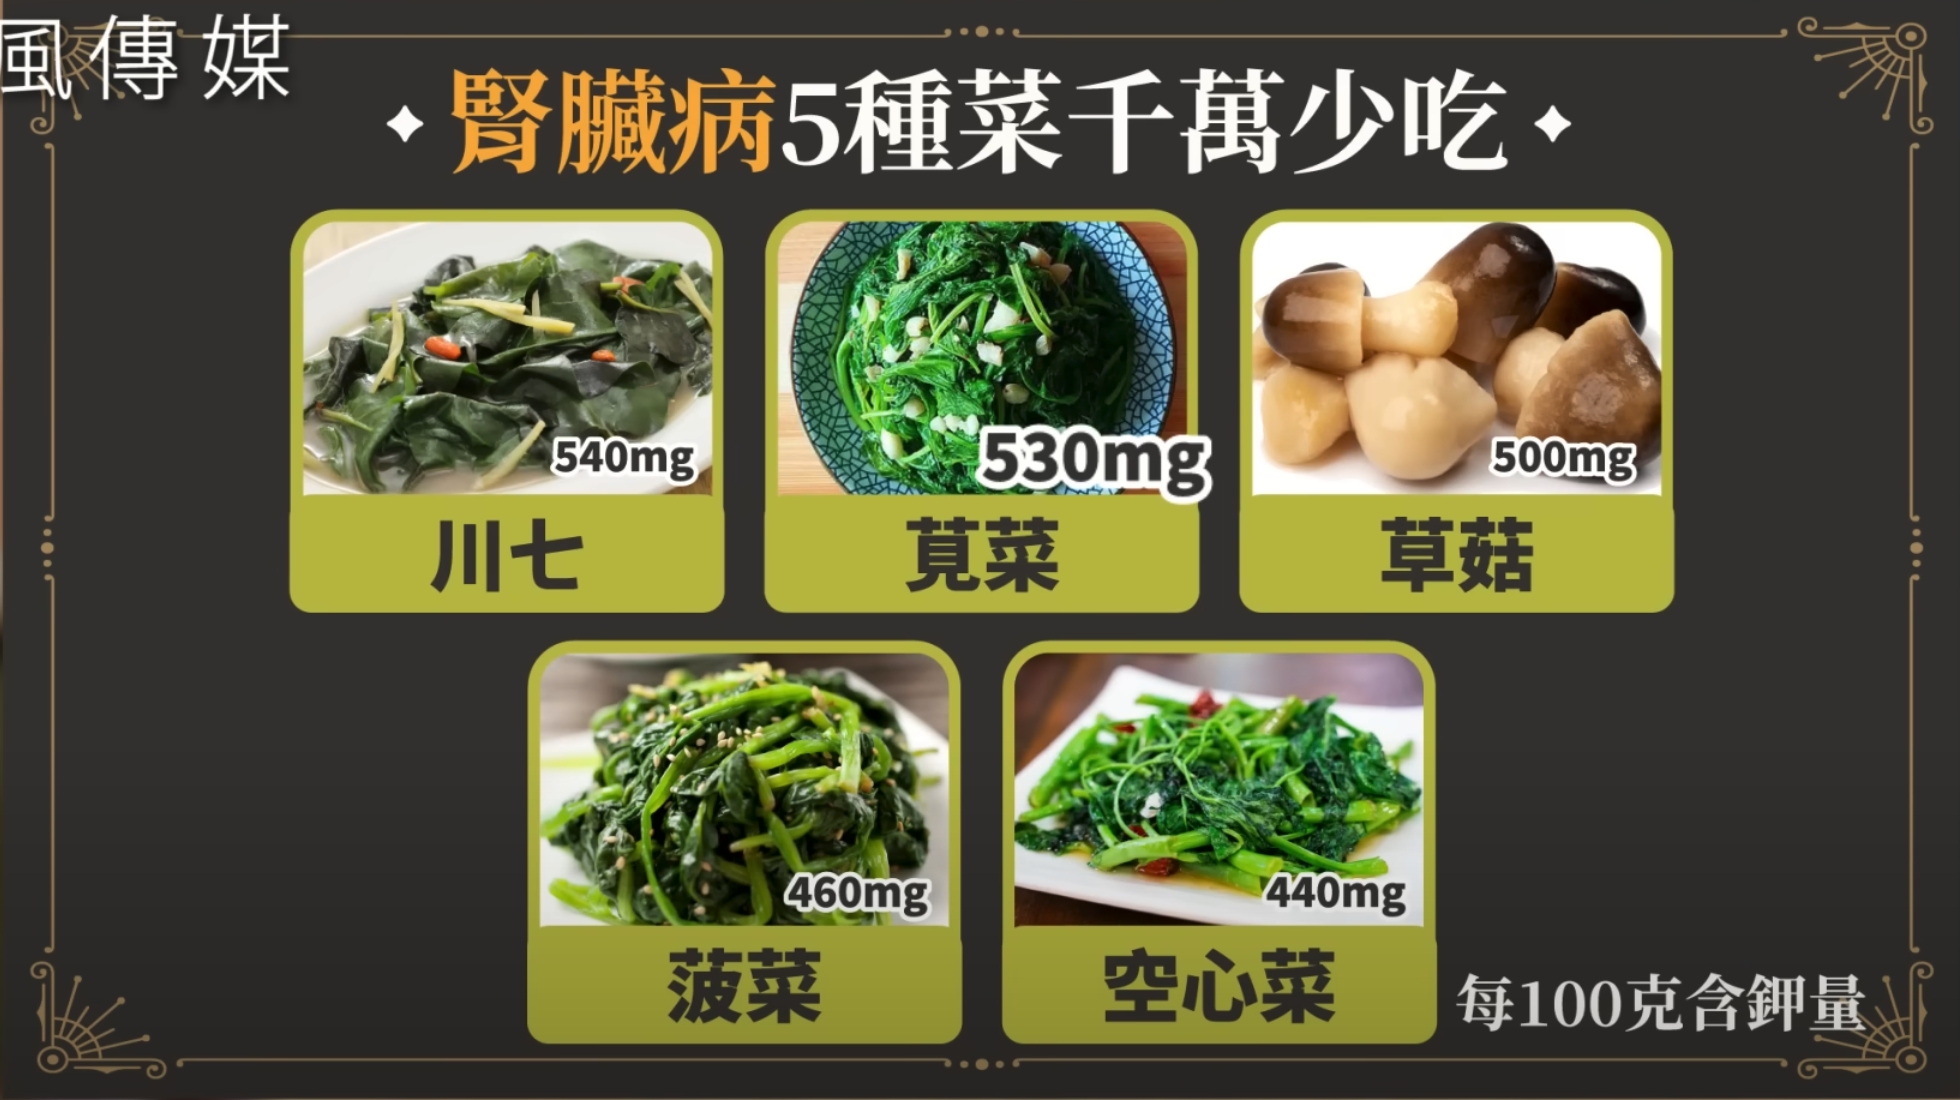 風傳媒
腎臟病5種菜千萬少吃
540mg
川七
530mg
莧菜
500mg
草菇
460mg
菠菜
440mg
空心菜
每100克含鉀量